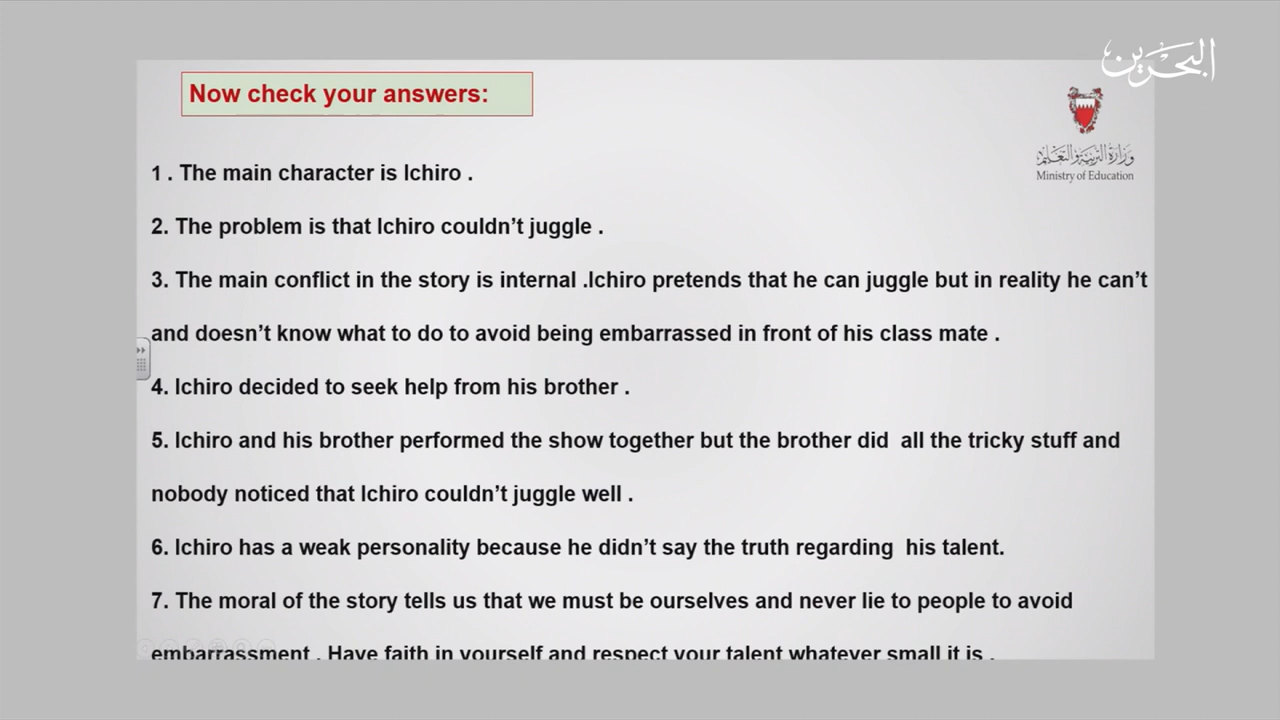 البحرين
Now check your answers:
وزارة التربية والتعليم
Ministry of Education
1 . The main character is Ichiro .
2. The problem is that Ichiro couldn’t juggle .
3. The main conflict in the story is internal .Ichiro pretends that he can juggle but in reality he can’t
and doesn’t know what to do to avoid being embarrassed in front of his class mate .
4. Ichiro decided to seek help from his brother .
5. Ichiro and his brother performed the show together but the brother did  all the tricky stuff and
nobody noticed that Ichiro couldn’t juggle well .
6. Ichiro has a weak personality because he didn’t say the truth regarding  his talent.
7. The moral of the story tells us that we must be ourselves and never lie to people to avoid
embarrassment . Have faith in yourself and respect your talent whatever small it is .